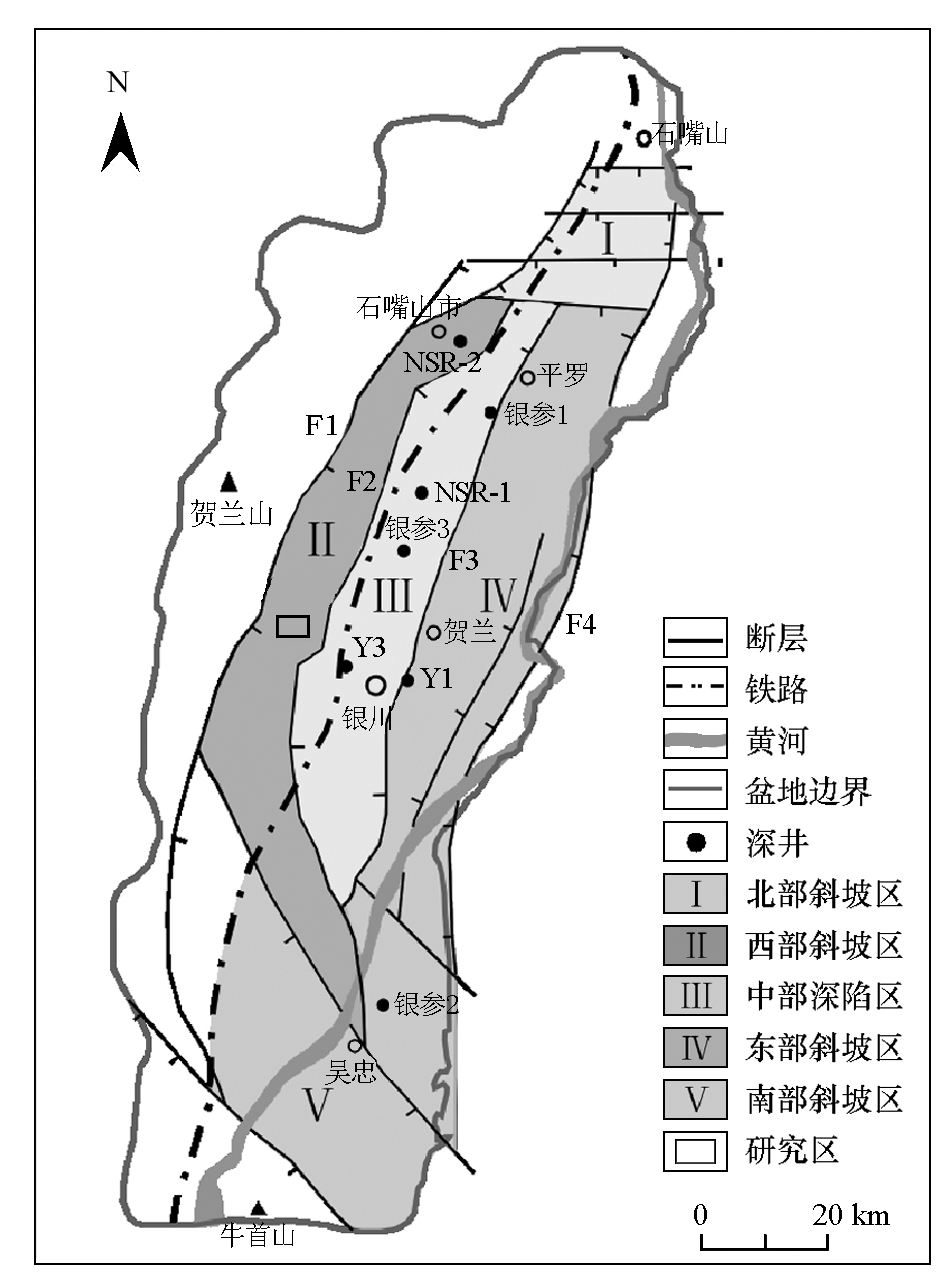 N
石嘴山
I
石嘴山市
NSR-2
平罗
银参1
F1
F2
NSR-1
贺兰山
银参3
II
F3
III
IV
贺兰
F4
Y3
Y1
银川
银参2
吴忠
V
牛首山
断层
铁路
黄河
盆地边界
深井
I 北部斜坡区
II 西部斜坡区
III 中部深陷区
IV 东部斜坡区
V 南部斜坡区
研究区
0 20 km